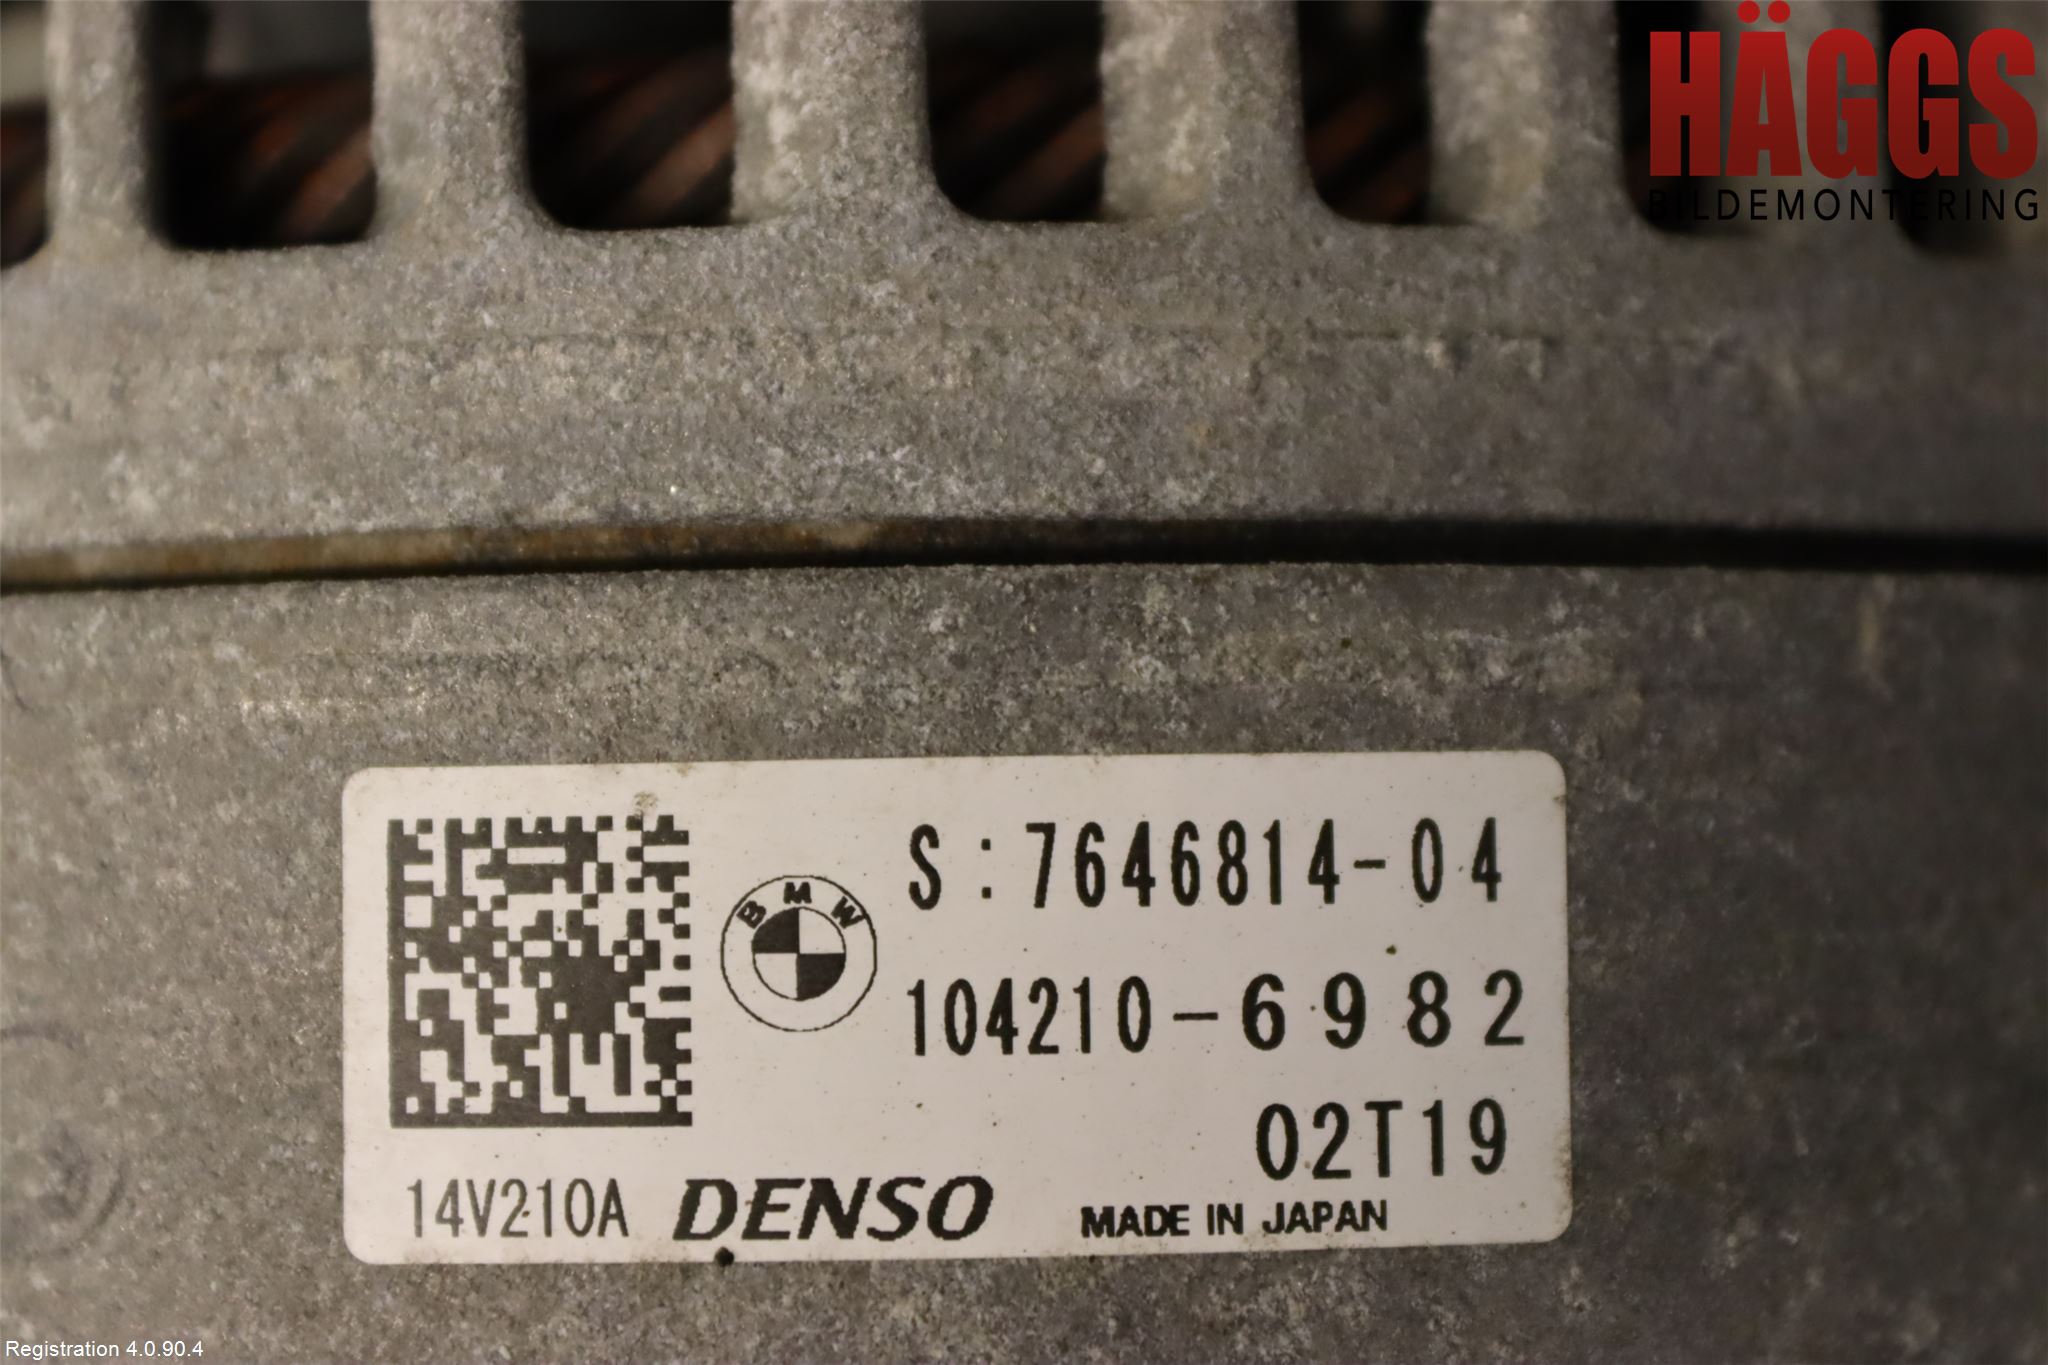 HÄGGS
BILDEMONTERING
S:7646814-04
BMW
104210-6982
02T19
14V210A DENSO MADE IN JAPAN
Registration 4.0.90.4